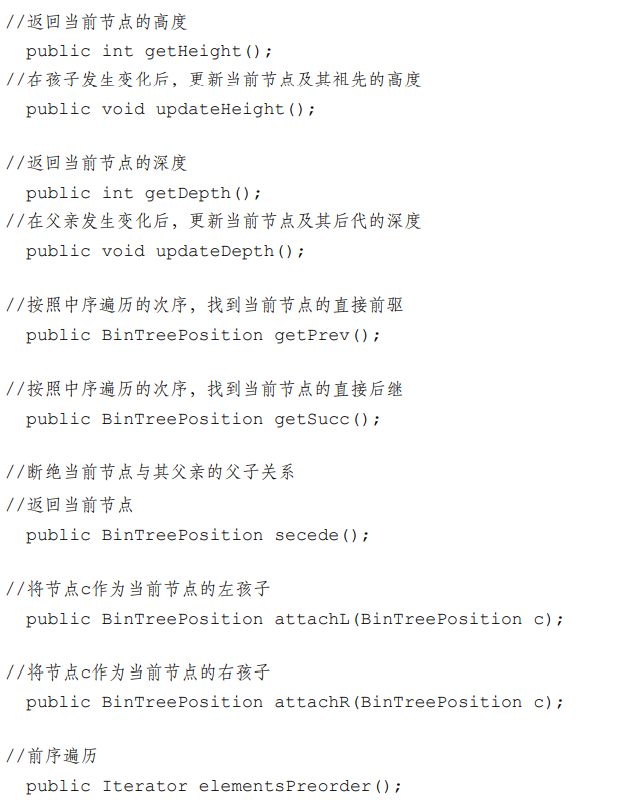 //返回当前节点的高度
public int getHeight();
//在孩子发生变化后，更新当前节点及其祖先的高度
public void updateHeight();
//返回当前节点的深度
public int getDepth();
//在父亲发生变化后，更新当前节点及其后代的深度
public void updateDepth();
//按照中序遍历的次序，找到当前节点的直接前驱
public BinTreePosition getPrev();
//按照中序遍历的次序，找到当前节点的直接后继
public BinTreePosition getSucc();
//断绝当前节点与其父亲的父子关系
//返回当前节点
public BinTreePosition secede();
//将节点c作为当前节点的左孩子
public BinTreePosition attachL(BinTreePosition c);
//将节点c作为当前节点的右孩子
public BinTreePosition attachR(BinTreePosition c);
//前序遍历
public Iterator elementsPreorder();